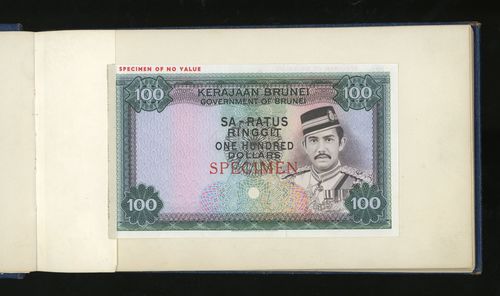 SPECIMEN OF NO VALUE
100
KERAJAAN BRUNEI
GOVERNMENT OF BRUNEI
100
SA-RATUS
RINGGIT
ONE HUNDRED
DOLLARS
SPECIMEN
100
100